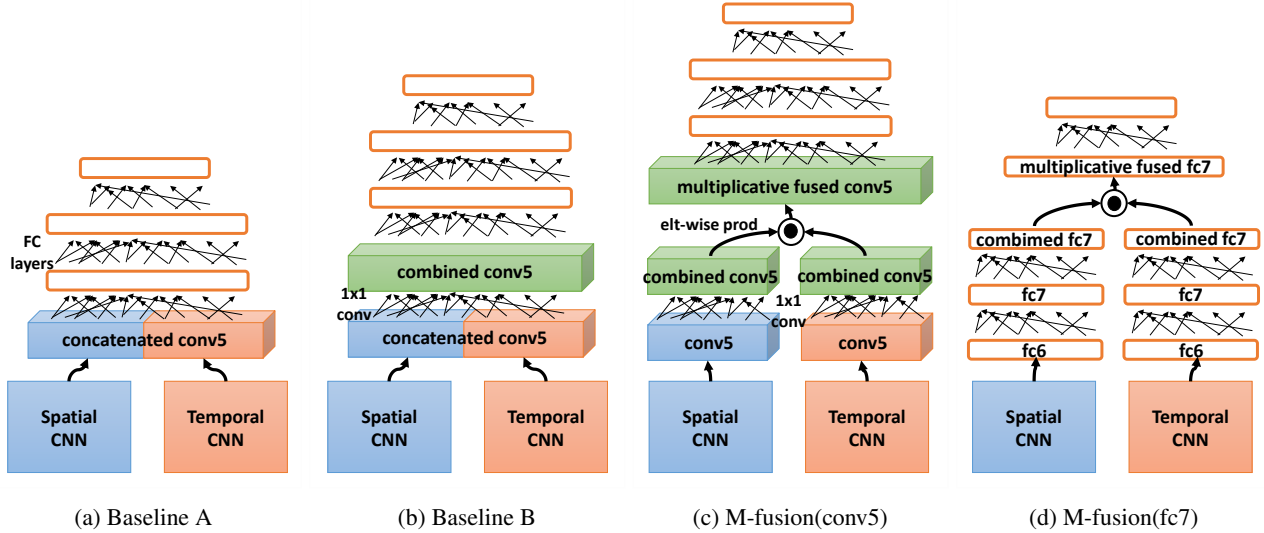 FC
layers
concatenated conv5
Spatial
CNN
Temporal
CNN
(a) Baseline A
combined conv5
1x1
conv
concatenated conv5
Spatial
CNN
Temporal
CNN
(b) Baseline B
multiplicative fused conv5
elt-wise prod
combined conv5
combined conv5
1x1
conv
conv5
conv5
Spatial
CNN
Temporal
CNN
(c) M-fusion(conv5)
multiplicative fused fc7
combimed fc7
combined fc7
fc7
fc7
fc6
fc6
Spatial
CNN
Temporal
CNN
(d) M-fusion(fc7)